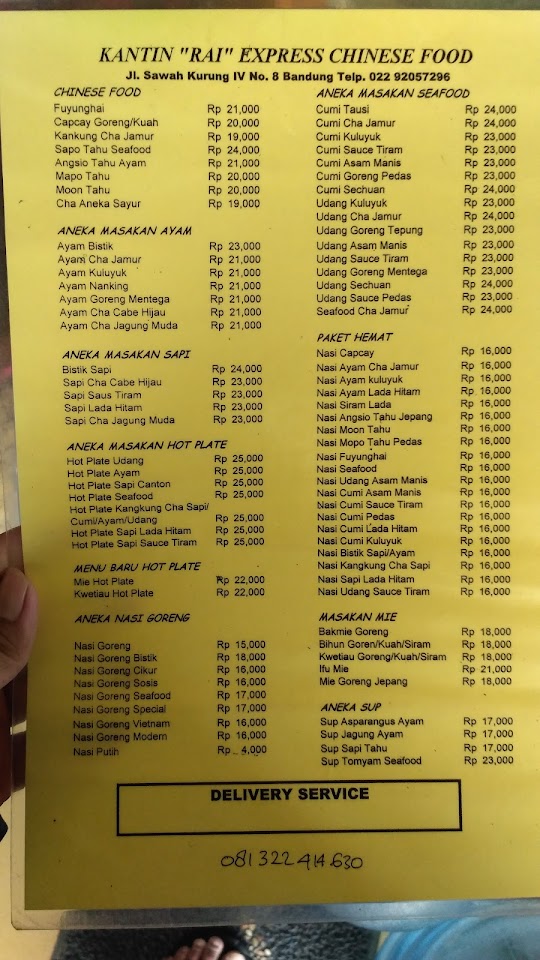 KANTIN "RAI" EXPRESS CHINESE FOOD
Jl. Sawah Kurung IV No. 8 Bandung Telp. 022 92057296
CHINESE FOOD
Fuyunghai Rp 21,000
Capcay Goreng/Kuah Rp 20,000
Kankung Cha Jamur Rp 19,000
Sapo Tahu Seafood Rp 24,000
Angsio Tahu Ayam Rp 21,000
Mapo Tahu Rp 20,000
Moon Tahu Rp 20,000
Cha Aneka Sayur Rp 19,000
ANEKA MASAKAN AYAM
Ayam Bistik Rp 23,000
Ayam Cha Jamur Rp 21,000
Ayam Kuluyuk Rp 21,000
Ayam Nanking Rp 21,000
Ayam Goreng Mentega Rp 21,000
Ayam Cha Cabe Hijau Rp 21,000
Ayam Cha Jagung Muda Rp 21,000
ANEKA MASAKAN SAPI
Bistik Sapi Rp 24,000
Sapi Cha Cabe Hijau Rp 23,000
Sapi Saus Tiram Rp 23,000
Sapi Lada Hitam Rp 23,000
Sapi Cha Jagung Muda Rp 23,000
ANEKA MASAKAN HOT PLATE
Hot Plate Udang Rp 25,000
Hot Plate Ayam Rp 25,000
Hot Plate Sapi Canton Rp 25,000
Hot Plate Seafood Rp 25,000
Hot Plate Kangkung Cha Sapi/
Cumi/Ayam/Udang Rp 25,000
Hot Plate Sapi Lada Hitam Rp 25,000
Hot Plate Sapi Sauce Tiram Rp 25,000
MENU BARU HOT PLATE
Mie Hot Plate Rp 22,000
Kwetiau Hot Plate Rp 22,000
ANEKA NASI GORENG
Nasi Goreng Rp 15,000
Nasi Goreng Bistik Rp 18,000
Nasi Goreng Cikur Rp 16,000
Nasi Goreng Sosis Rp 16,000
Nasi Goreng Seafood Rp 17,000
Nasi Goreng Special Rp 17,000
Nasi Goreng Vietnam Rp 16,000
Nasi Goreng Modern Rp 16,000
Nasi Putih Rp 4,000
ANEKA MASAKAN SEAFOOD
Cumi Tausi Rp 24,000
Cumi Cha Jamur Rp 24,000
Cumi Kuluyuk Rp 23,000
Cumi Sauce Tiram Rp 23,000
Cumi Asam Manis Rp 23,000
Cumi Goreng Pedas Rp 23,000
Cumi Sechuan Rp 24,000
Udang Kuluyuk Rp 23,000
Udang Cha Jamur Rp 24,000
Udang Goreng Tepung Rp 23,000
Udang Asam Manis Rp 23,000
Udang Sauce Tiram Rp 23,000
Udang Goreng Mentega Rp 23,000
Udang Sechuan Rp 24,000
Udang Sauce Pedas Rp 23,000
Seafood Cha Jamur Rp 24,000
PAKET HEMAT
Nasi Capcay Rp 16,000
Nasi Ayam Cha Jamur Rp 16,000
Nasi Ayam kuluyuk Rp 16,000
Nasi Ayam Lada Hitam Rp 16,000
Nasi Siram Lada Rp 16,000
Nasi Angsio Tahu Jepang Rp 16,000
Nasi Moon Tahu Rp 16,000
Nasi Mopo Tahu Pedas Rp 16,000
Nasi Fuyunghai Rp 16,000
Nasi Seafood Rp 16,000
Nasi Udang Asam Manis Rp 16,000
Nasi Cumi Asam Manis Rp 16,000
Nasi Cumi Sauce Tiram Rp 16,000
Nasi Cumi Pedas Rp 16,000
Nasi Cumi Lada Hitam Rp 16,000
Nasi Cumi Kuluyuk Rp 16,000
Nasi Bistik Sapi/Ayam Rp 16,000
Nasi Kangkung Cha Sapi Rp 16,000
Nasi Sapi Lada Hitam Rp 16,000
Nasi Udang Sauce Tiram Rp 16,000
MASAKAN MIE
Bakmie Goreng Rp 18,000
Bihun Goren/Kuah/Siram Rp 18,000
Kwetiau Goreng/Kuah/Siram Rp 18,000
Ifu Mie Rp 21,000
Mie Goreng Jepang Rp 18,000
ANEKA SUP
Sup Asparangus Ayam Rp 17,000
Sup Jagung Ayam Rp 17,000
Sup Sapi Tahu Rp 17,000
Sup Tomyam Seafood Rp 23,000
DELIVERY SERVICE
081 322 414.630